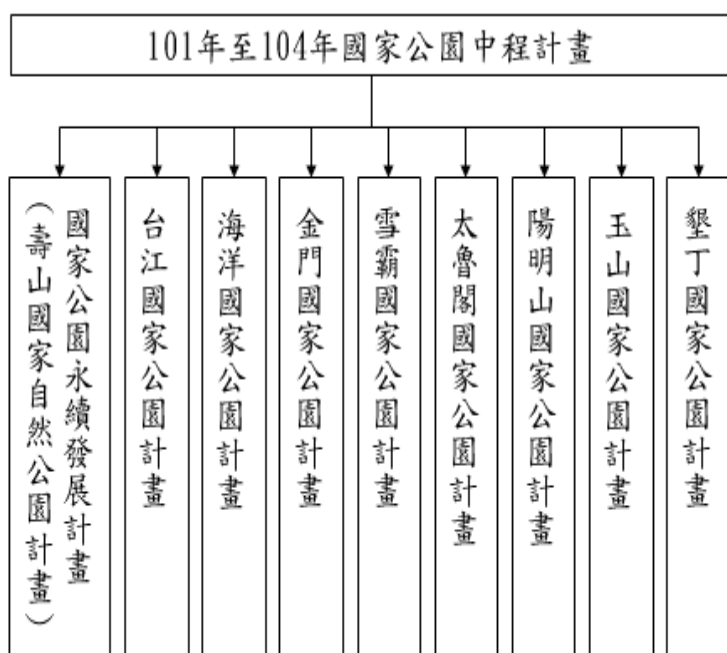 101年至104年國家公園中程計畫
墾丁國家公園計畫
玉山國家公園計畫
陽明山國家公園計畫
太魯閣國家公園計畫
雪霸國家公園計畫
金門國家公園計畫
海洋國家公園計畫
台江國家公園計畫
國家公園永續發展計畫
（壽山國家自然公園計畫）